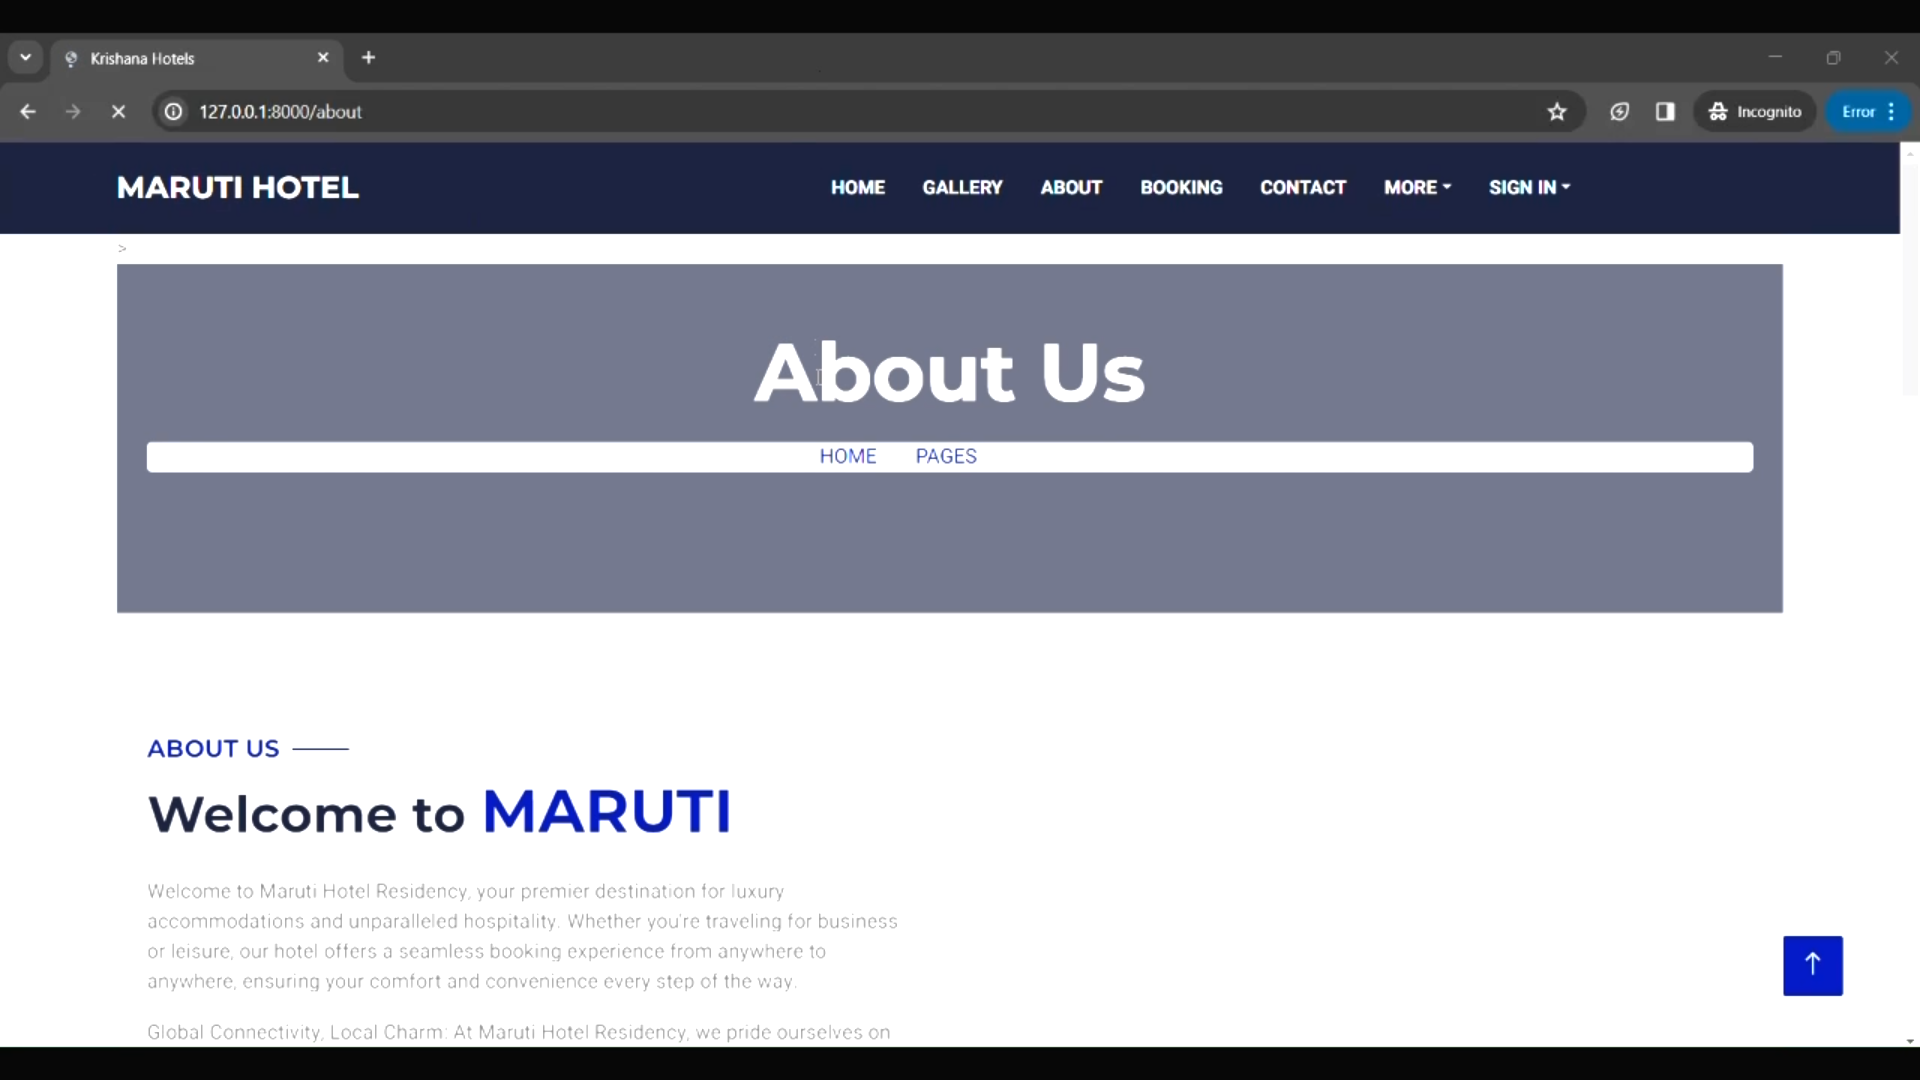 Krishana Hotels
127.0.0.1:8000/about
Incognito
Error
MARUTI HOTEL
HOME GALLERY ABOUT BOOKING CONTACT MORE SIGN IN
>
About Us
HOME PAGES
ABOUT US
Welcome to MARUTI
Welcome to Maruti Hotel Residency, your premier destination for luxury
accommodations and unparalleled hospitality. Whether you're traveling for business
or leisure, our hotel offers a seamless booking experience from anywhere to
anywhere, ensuring your comfort and convenience every step of the way.
Global Connectivity, Local Charm: At Maruti Hotel Residency, we pride ourselves on